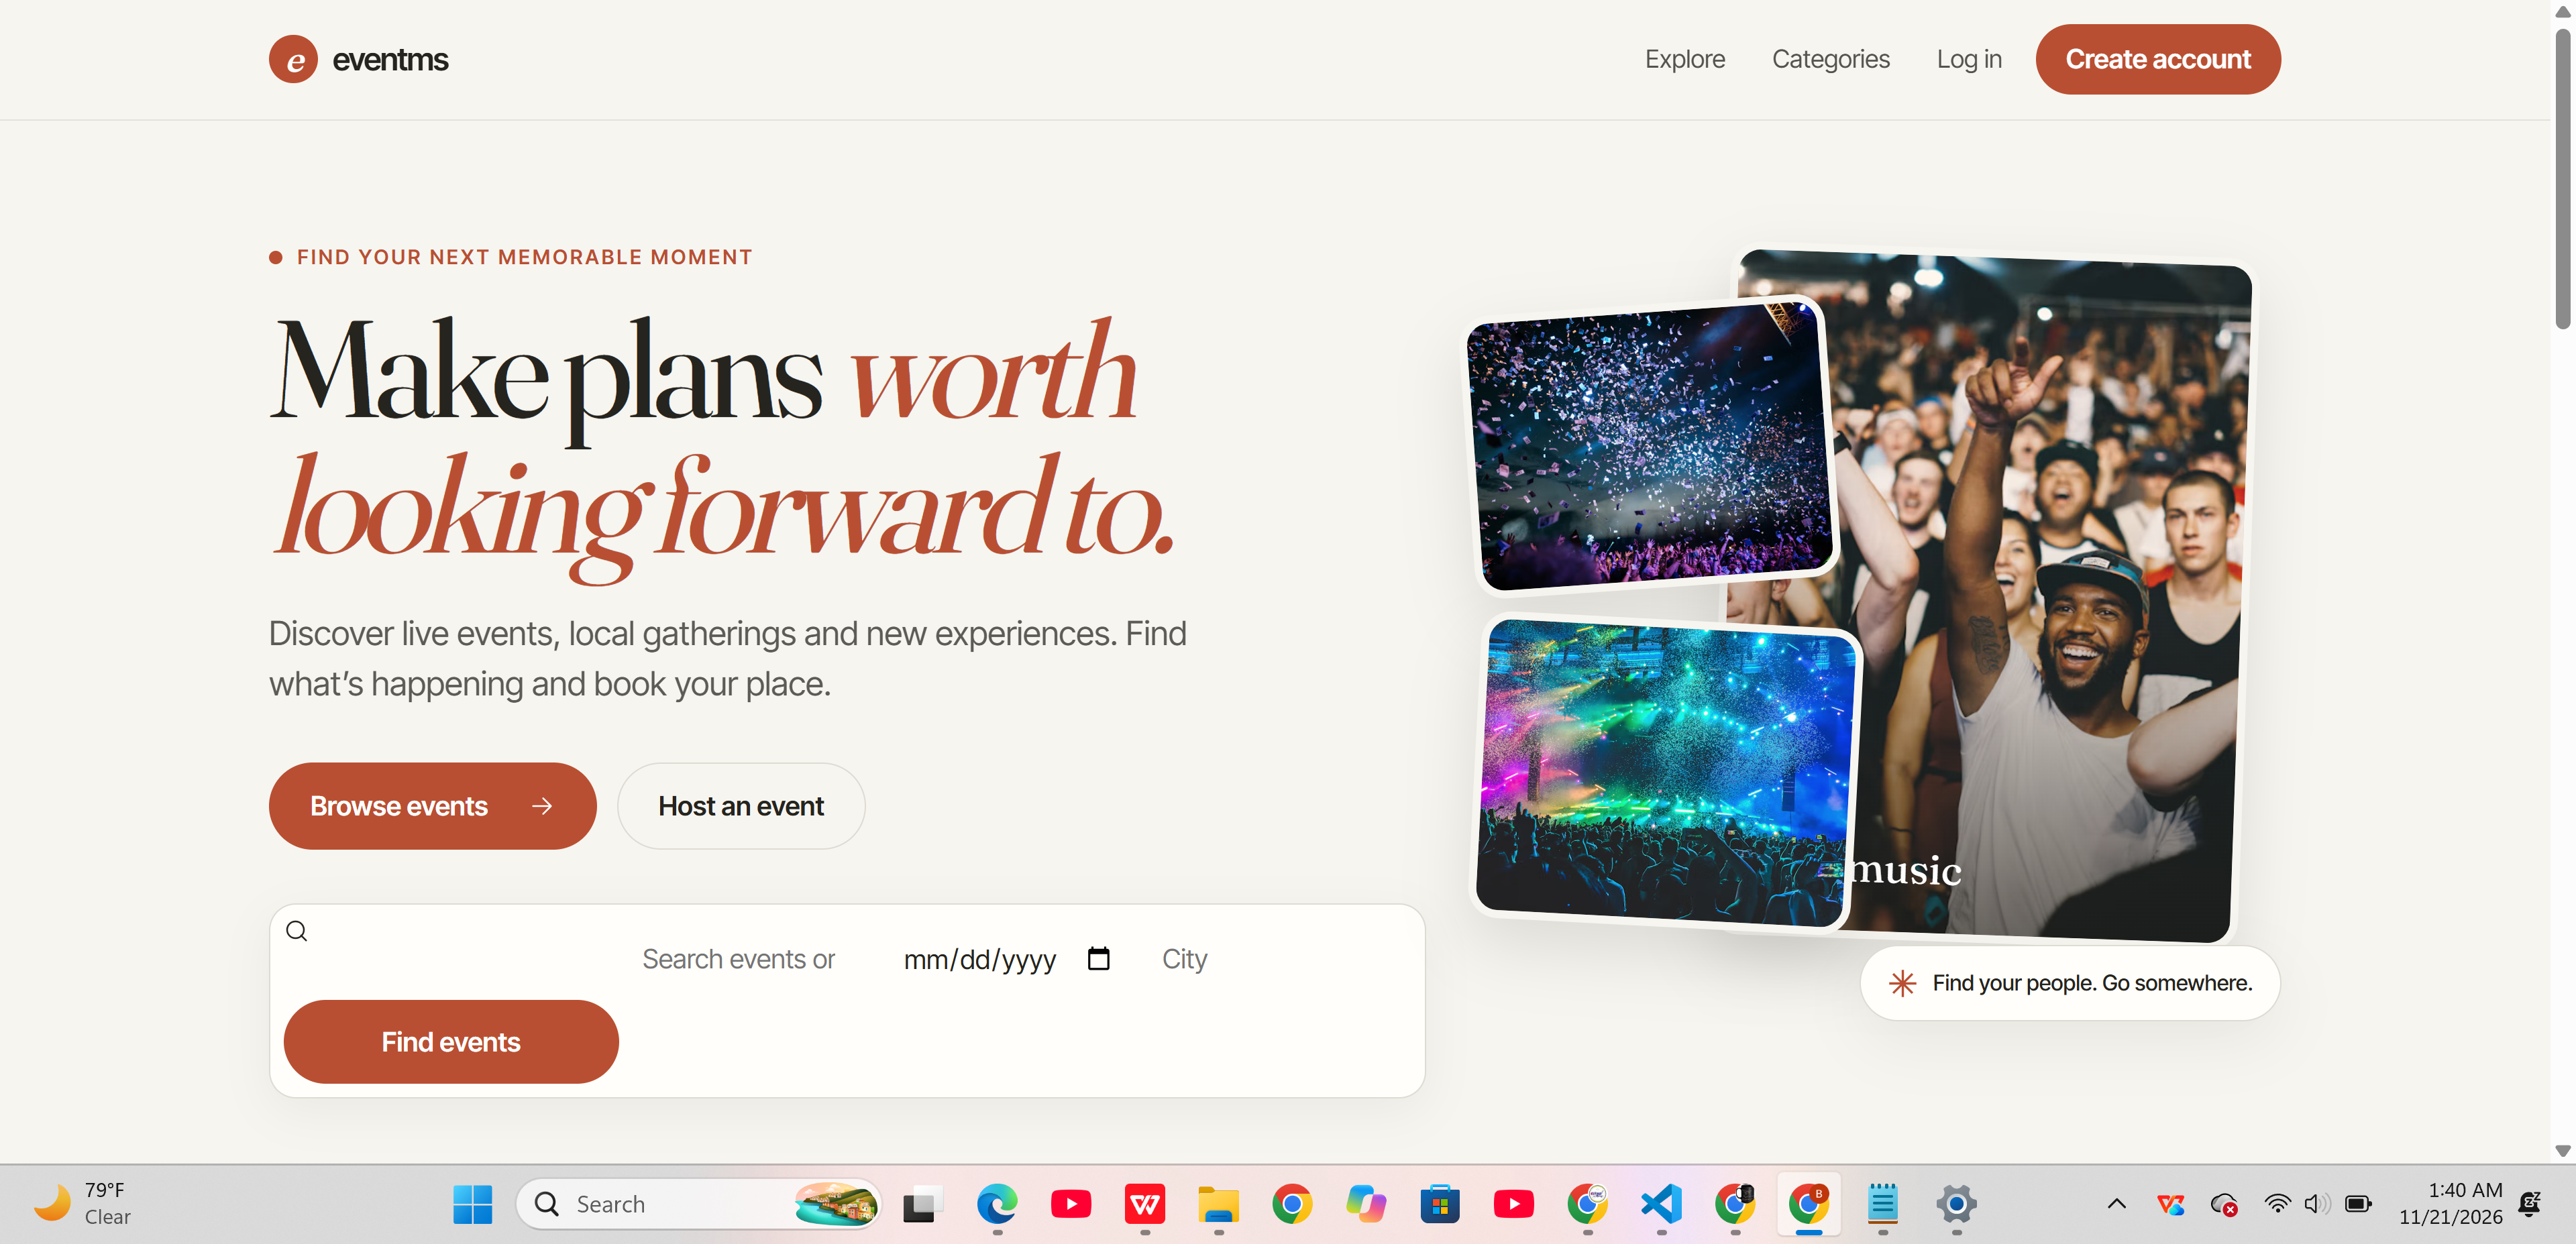 e eventms
Explore
Categories
Log in
Create account
FIND YOUR NEXT MEMORABLE MOMENT
Make plans worth
looking forward to.
Discover live events, local gatherings and new experiences. Find
what's happening and book your place.
Browse events
Host an event
Search events or
mm/dd/yyyy
City
Find events
music
Find your people. Go somewhere.
79°F
Clear
Search
B
1:40 AM
11/21/2026